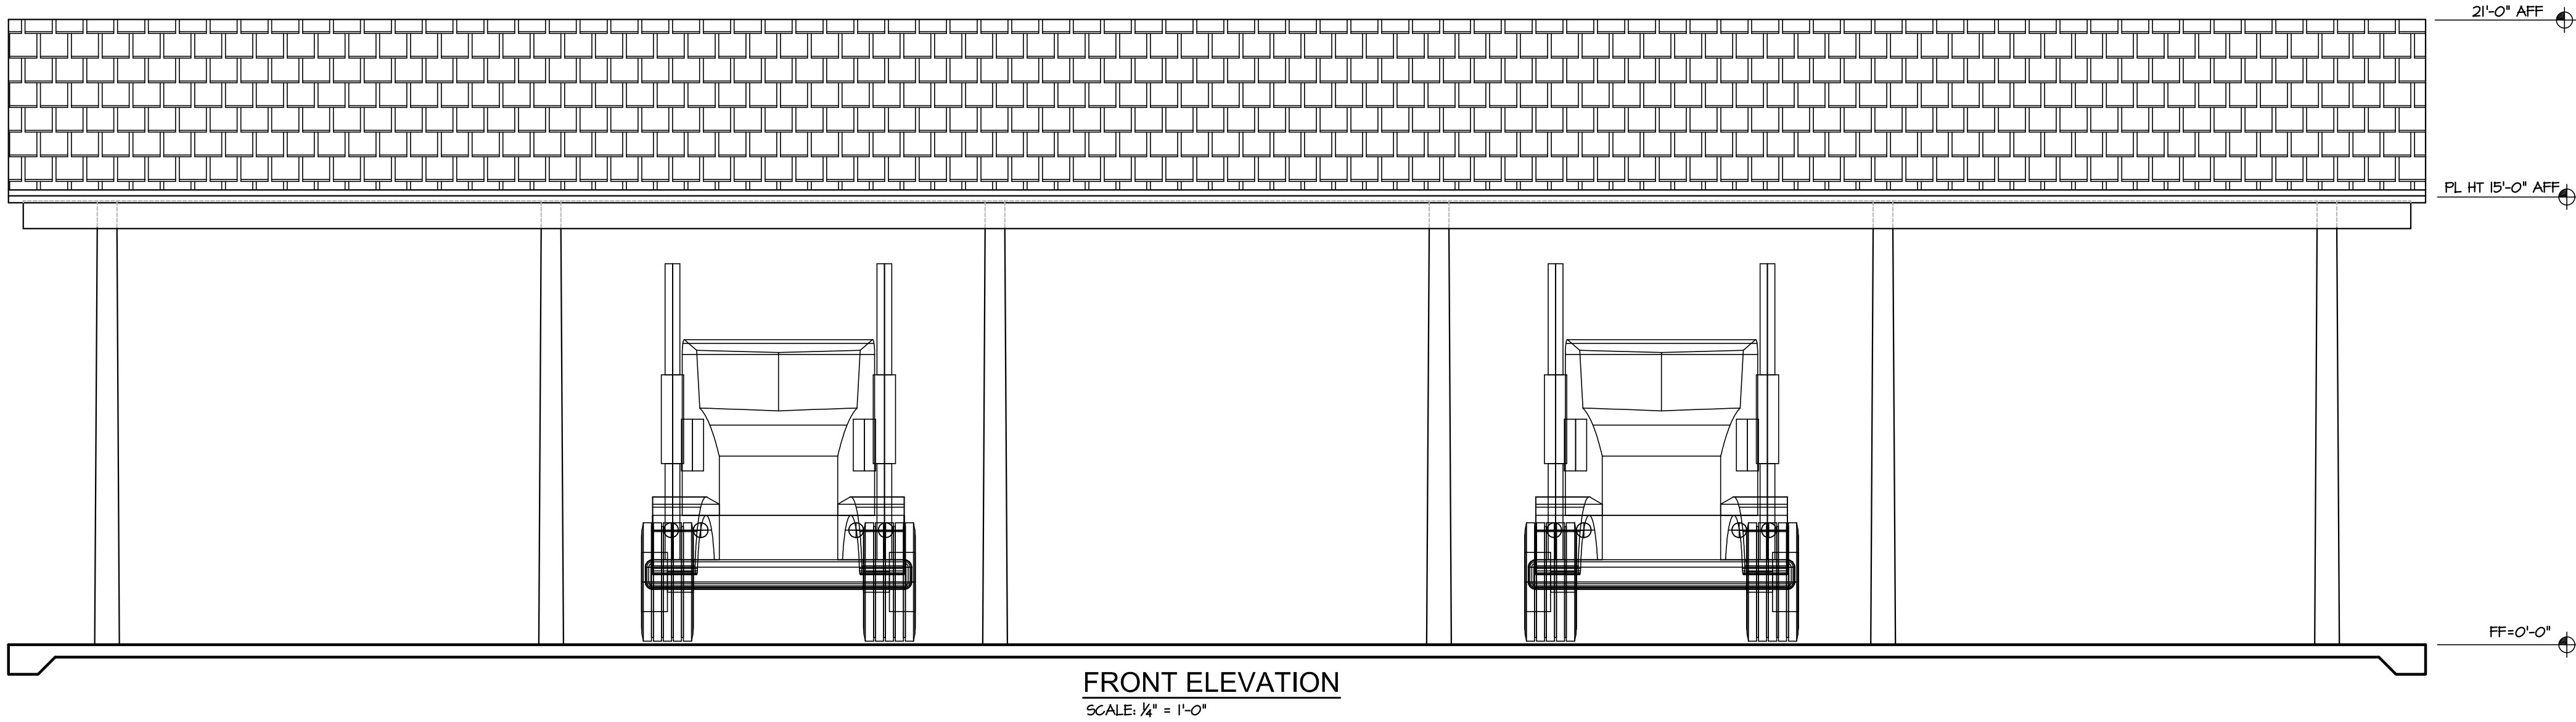 21'-0" AFF
PL HT 15'-0" AFF
FF=0'-0"
FRONT ELEVATION
SCALE: 1/4" = 1'-0"